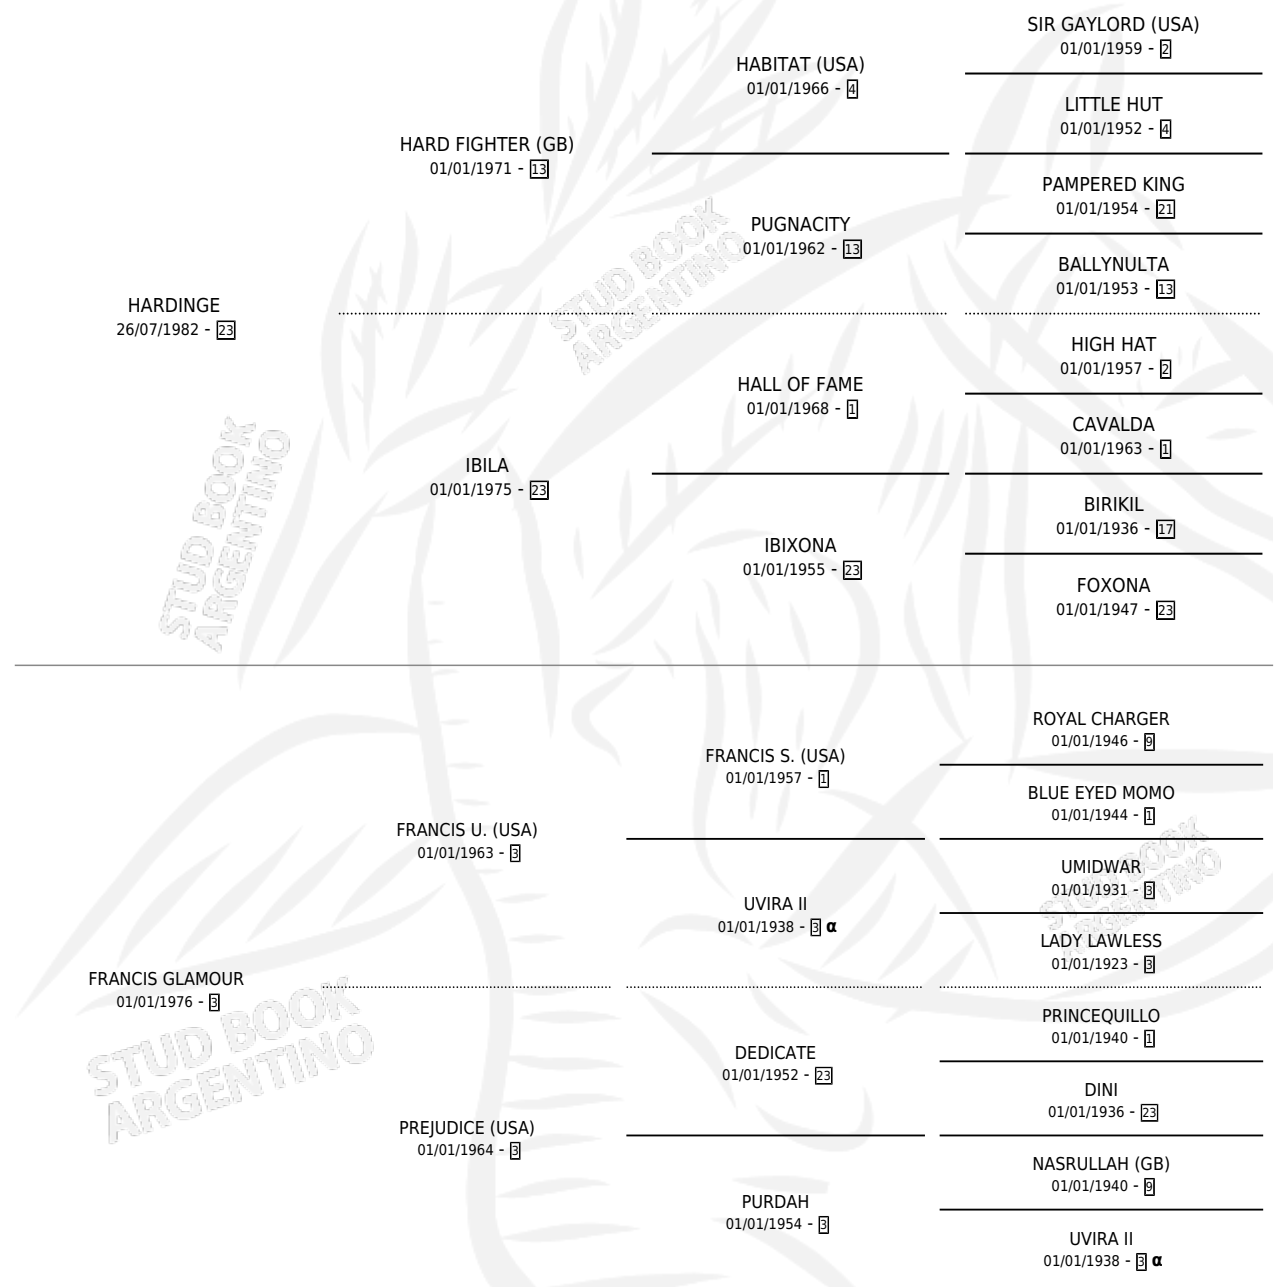 SIR GAYLORD (USA)
01/01/1959 - 2
HABITAT (USA)
01/01/1966 - 4
LITTLE HUT
01/01/1952 - 4
HARD FIGHTER (GB)
01/01/1971 - 13
PAMPERED KING
01/01/1954 - 21
PUGNACITY
01/01/1962 - 13
BALLYNULTA
01/01/1953 - 13
HARDINGE
26/07/1982 - 23
HIGH HAT
01/01/1957 - 2
HALL OF FAME
01/01/1968 - 1
CAVALDA
01/01/1963 - 1
IBILA
01/01/1975 - 23
BIRIKIL
01/01/1936 - 17
IBIXONA
01/01/1955 - 23
FOXONA
01/01/1947 - 23
STUD BOOK
ARGENTINO
STUD BOOK
ARGENTINO
ROYAL CHARGER
01/01/1946 - 9
FRANCIS S. (USA)
01/01/1957 - 1
BLUE EYED MOMO
01/01/1944 - 1
FRANCIS U. (USA)
01/01/1963 - 3
UMIDWAR
01/01/1931 - 3
UVIRA II
01/01/1938 - 3 α
LADY LAWLESS
01/01/1923 - 3
FRANCIS GLAMOUR
01/01/1976 - 3
PRINCEQUILLO
01/01/1940 - 1
DEDICATE
01/01/1952 - 23
DINI
01/01/1936 - 23
PREJUDICE (USA)
01/01/1964 - 3
NASRULLAH (GB)
01/01/1940 - 9
PURDAH
01/01/1954 - 3
UVIRA II
01/01/1938 - 3 α
STUD BOOK
ARGENTINO
STUD BOOK
ARGENTINO